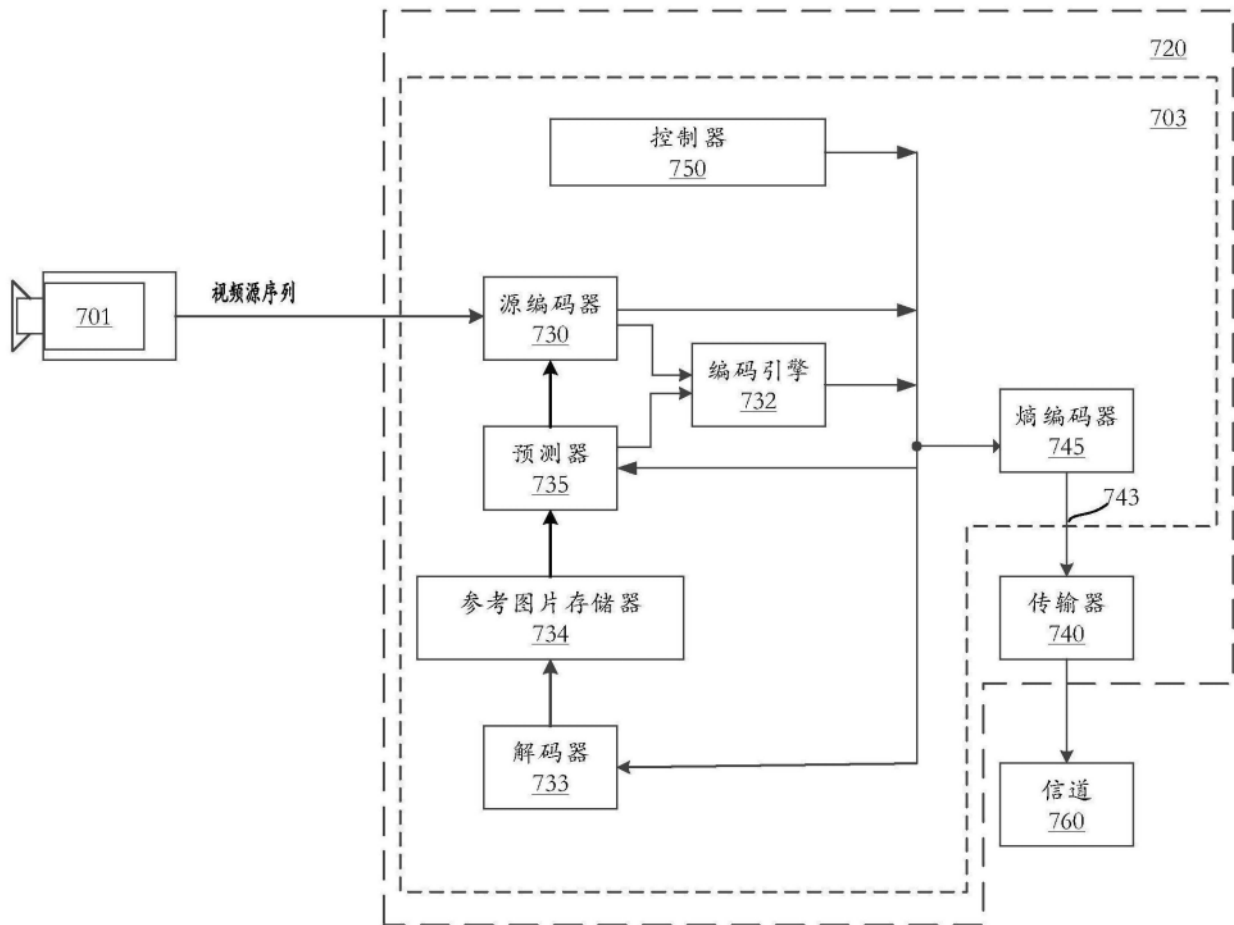 720
703
控制器
750
视频源序列
701
源编码器
730
编码引擎
732
熵编码器
745
预测器
735
743
参考图片存储器
734
传输器
740
解码器
733
信道
760